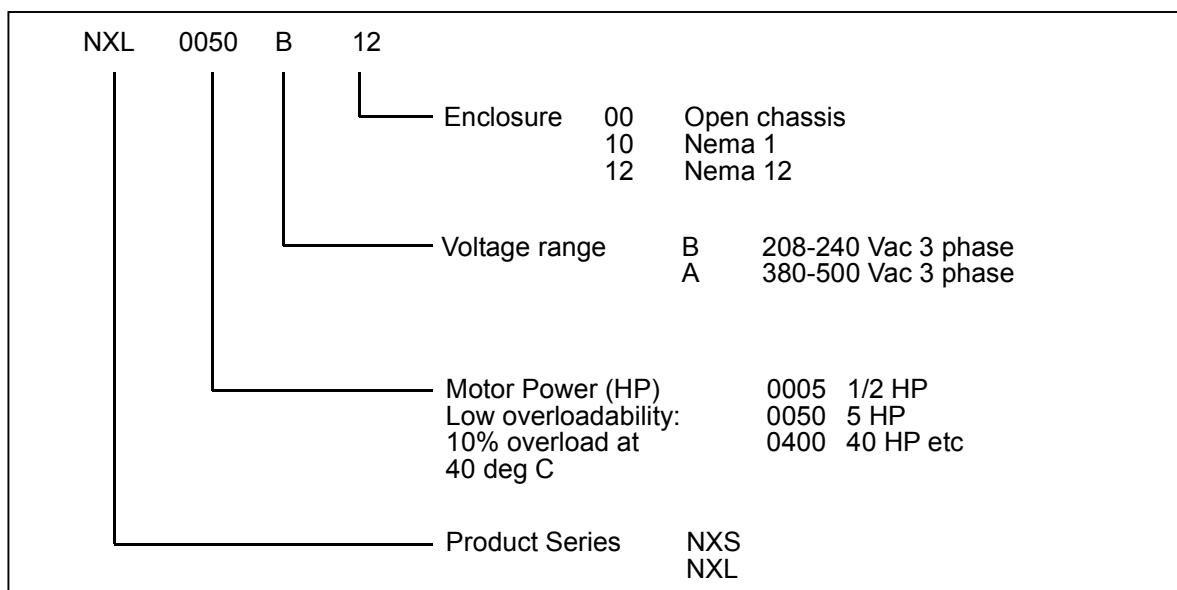 NXL 0050 B 12
Enclosure 00 Open chassis
10 Nema 1
12 Nema 12
Voltage range B 208-240 Vac 3 phase
A 380-500 Vac 3 phase
Motor Power (HP) 0005 1/2 HP
Low overloadability: 0050 5 HP
10% overload at 0400 40 HP etc
40 deg C
Product Series NXS
NXL